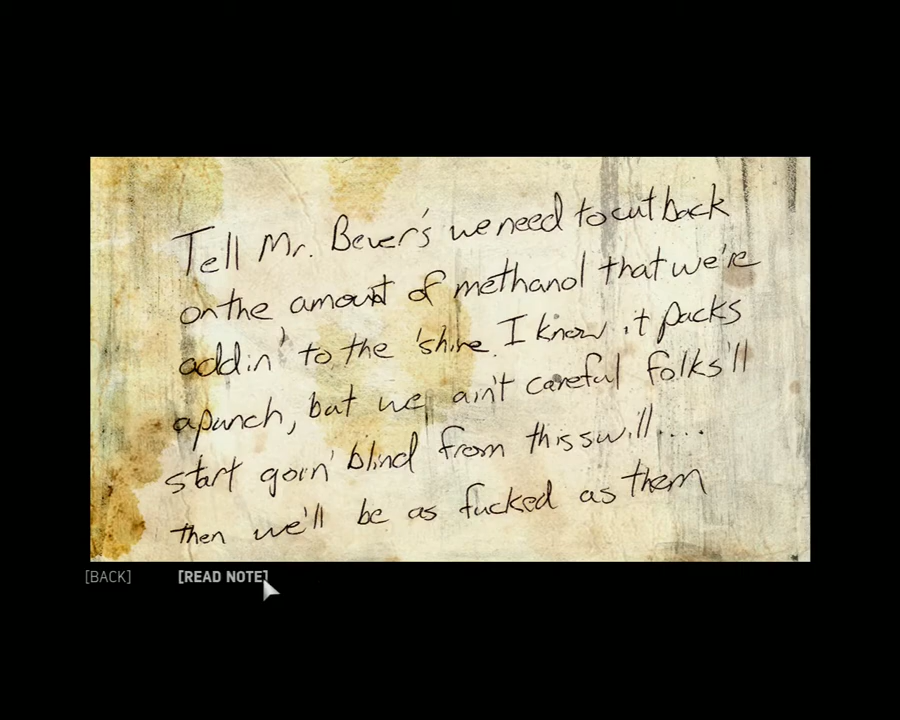 Tell Mr. Bever's we need to cut back
on the amount of methanol that we're
addin' to the 'shine. I know it packs
a punch, but we ain't careful folks'll
start goin' blind from this swill....
then we'll be as fucked as them
[BACK] [READ NOTE]